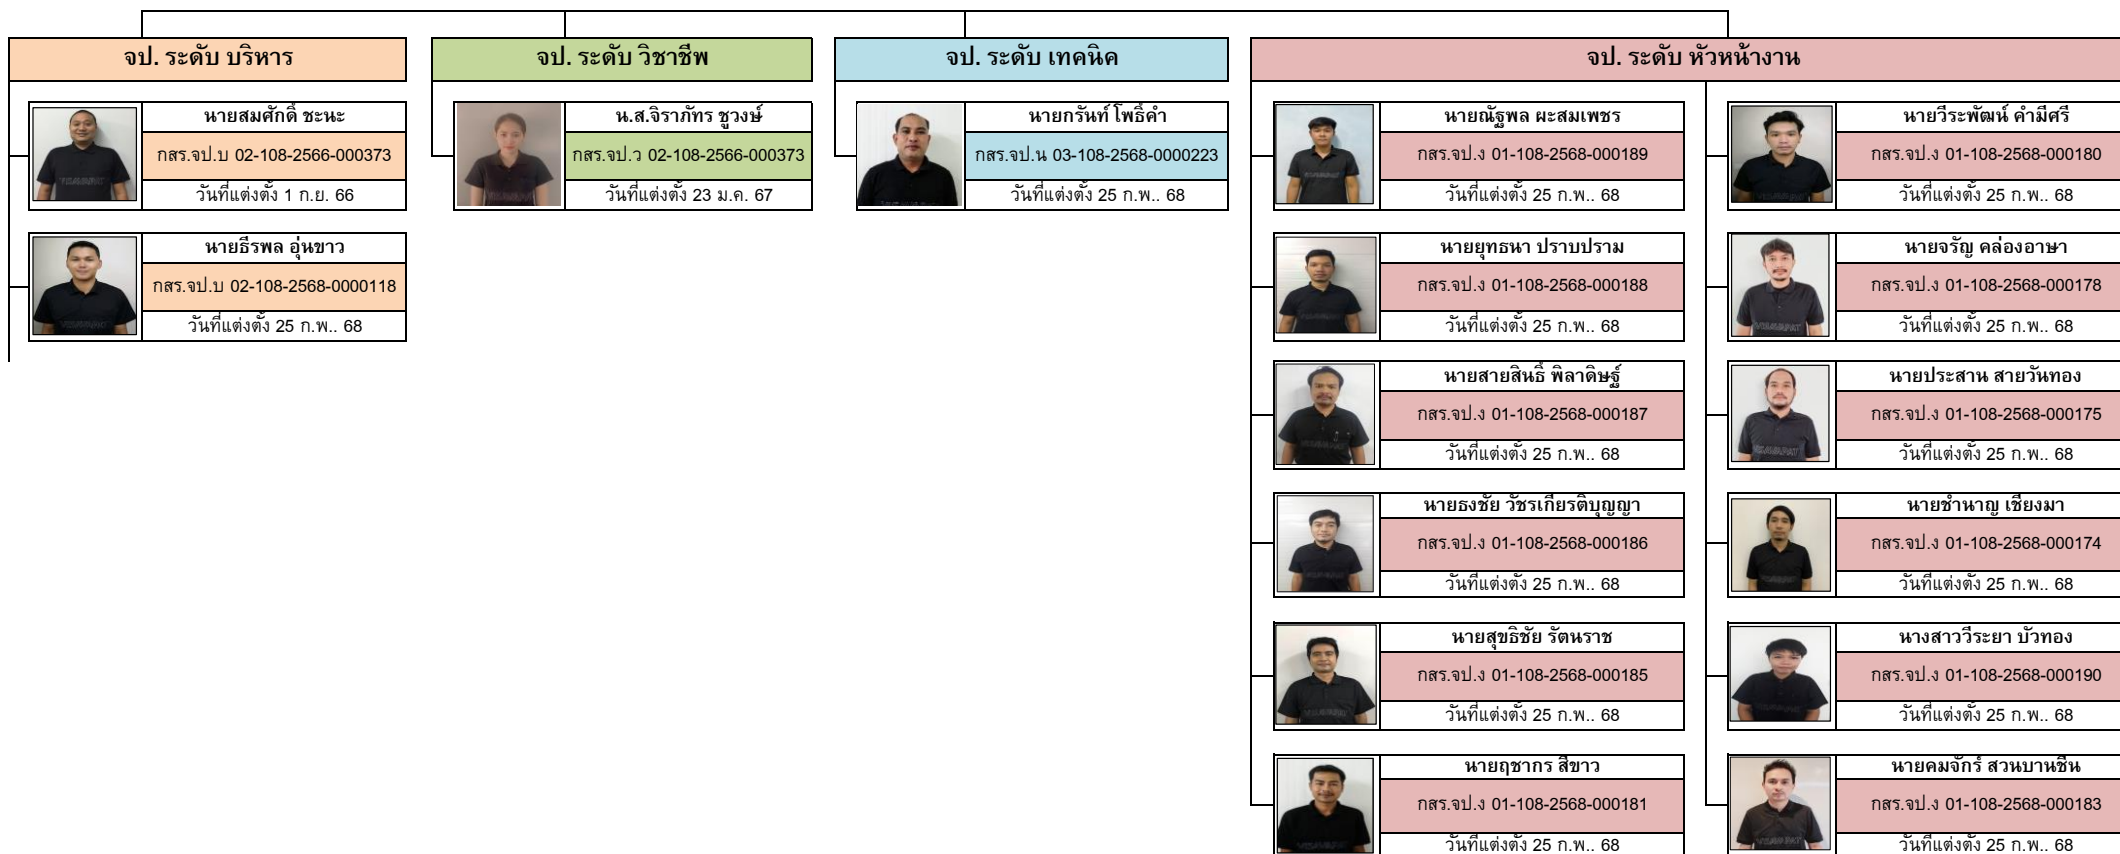 จป. ระดับ บริหาร
นายสมศักดิ์ ชะนะ
กสร.จป.บ 02-108-2566-000373
วันที่แต่งตั้ง 1 ก.ย. 66
นายธีรพล อุ่นขาว
กสร.จป.บ 02-108-2568-0000118
วันที่แต่งตั้ง 25 ก.พ.. 68
จป. ระดับ วิชาชีพ
น.ส.จิราภัทร ชูวงษ์
กสร.จป.ว 02-108-2566-000373
วันที่แต่งตั้ง 23 ม.ค. 67
จป. ระดับ เทคนิค
นายกรันท์ โพธิ์คำ
กสร.จป.น 03-108-2568-0000223
วันที่แต่งตั้ง 25 ก.พ.. 68
จป. ระดับ หัวหน้างาน
นายณัฐพล ผะสมเพชร
กสร.จป.ง 01-108-2568-000189
วันที่แต่งตั้ง 25 ก.พ.. 68
นายยุทธนา ปราบปราม
กสร.จป.ง 01-108-2568-000188
วันที่แต่งตั้ง 25 ก.พ.. 68
นายสายสินธิ์ พิลาดิษฐ์
กสร.จป.ง 01-108-2568-000187
วันที่แต่งตั้ง 25 ก.พ.. 68
นายธงชัย วัชรเกียรติบุญญา
กสร.จป.ง 01-108-2568-000186
วันที่แต่งตั้ง 25 ก.พ.. 68
นายสุขธิชัย รัตนราช
กสร.จป.ง 01-108-2568-000185
วันที่แต่งตั้ง 25 ก.พ.. 68
นายฤชากร สีขาว
กสร.จป.ง 01-108-2568-000181
วันที่แต่งตั้ง 25 ก.พ.. 68
นายวีระพัฒน์ คำมีศรี
กสร.จป.ง 01-108-2568-000180
วันที่แต่งตั้ง 25 ก.พ.. 68
นายจรัญ คล่องอาษา
กสร.จป.ง 01-108-2568-000178
วันที่แต่งตั้ง 25 ก.พ.. 68
นายประสาน สายวันทอง
กสร.จป.ง 01-108-2568-000175
วันที่แต่งตั้ง 25 ก.พ.. 68
นายชำนาญ เชียงมา
กสร.จป.ง 01-108-2568-000174
วันที่แต่งตั้ง 25 ก.พ.. 68
นางสาววีระยา บัวทอง
กสร.จป.ง 01-108-2568-000190
วันที่แต่งตั้ง 25 ก.พ.. 68
นายคมจักร์ สวนบานชื่น
กสร.จป.ง 01-108-2568-000183
วันที่แต่งตั้ง 25 ก.พ.. 68